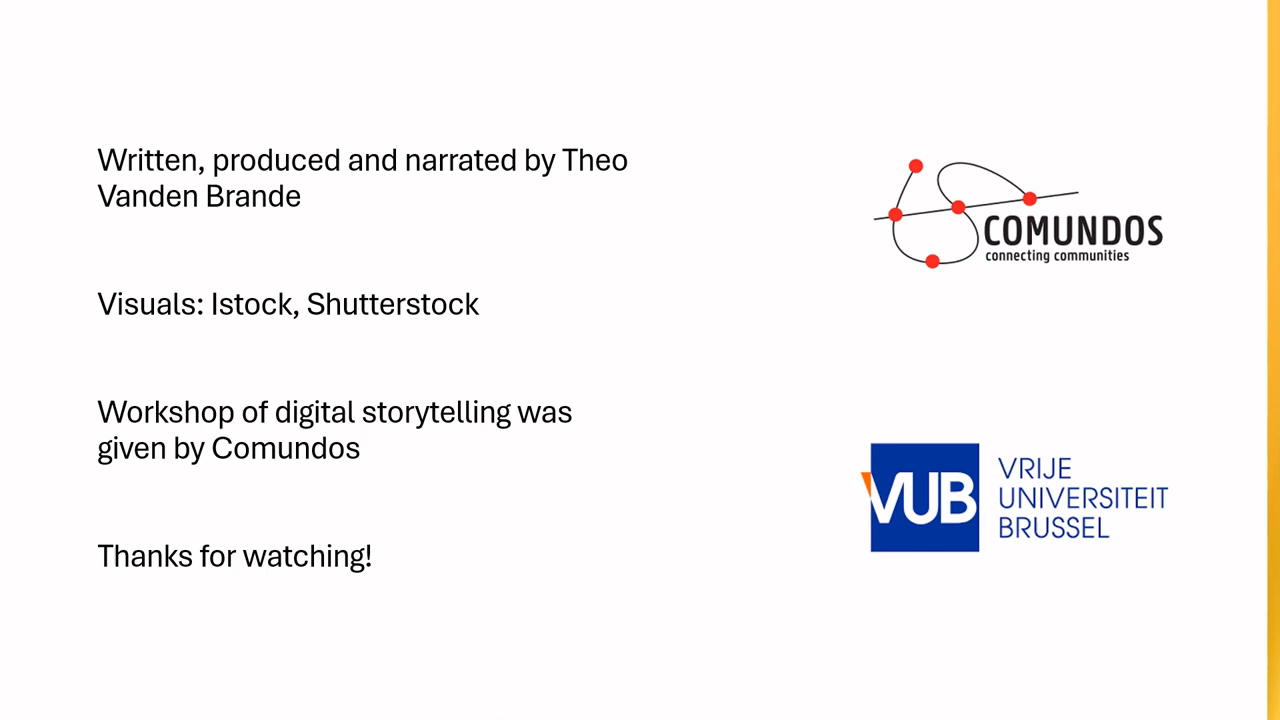 Written, produced and narrated by Theo
Vanden Brande
Visuals: Istock, Shutterstock
Workshop of digital storytelling was
given by Comundos
Thanks for watching!
COMUNDOS
connecting communities
VUB
VRIJE
UNIVERSITEIT
BRUSSEL